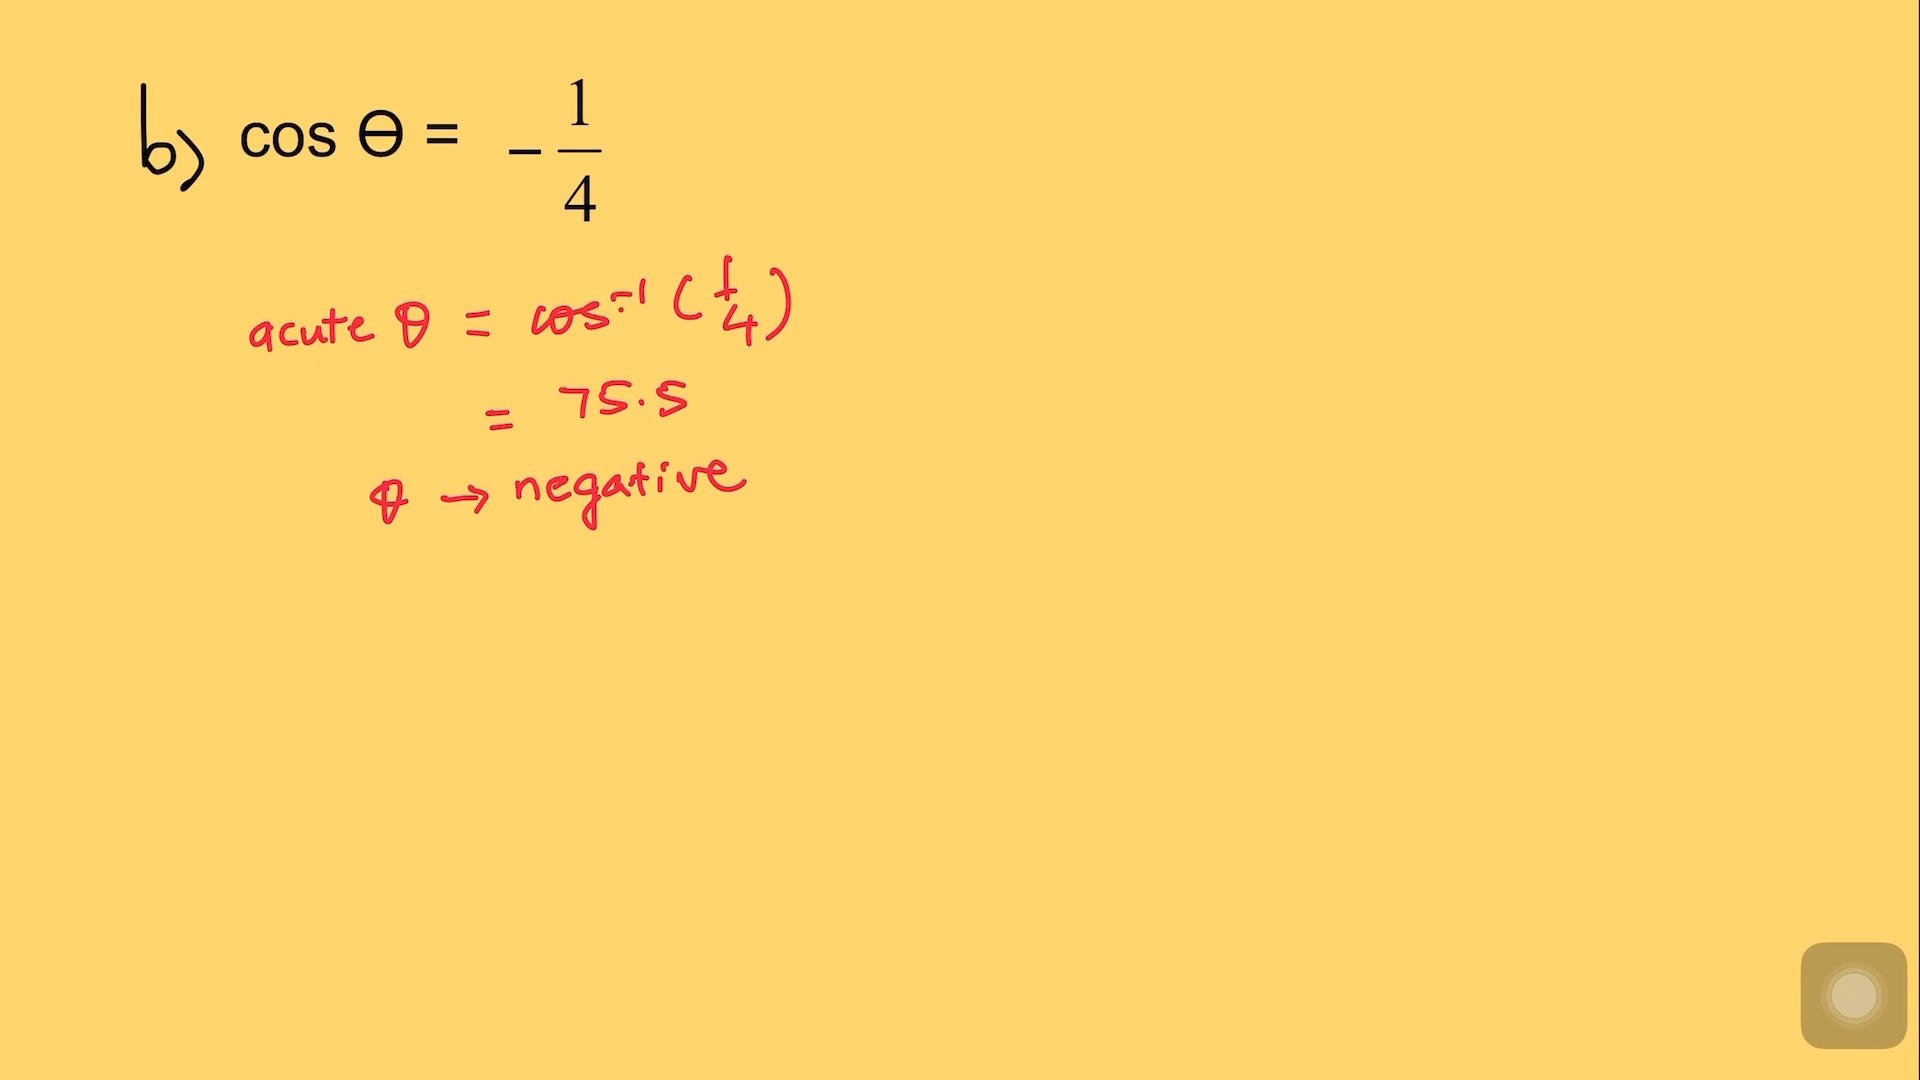 b) cos Θ = - 1/4
acute θ = cos⁻¹ (1/4)
= 75.5
θ → negative